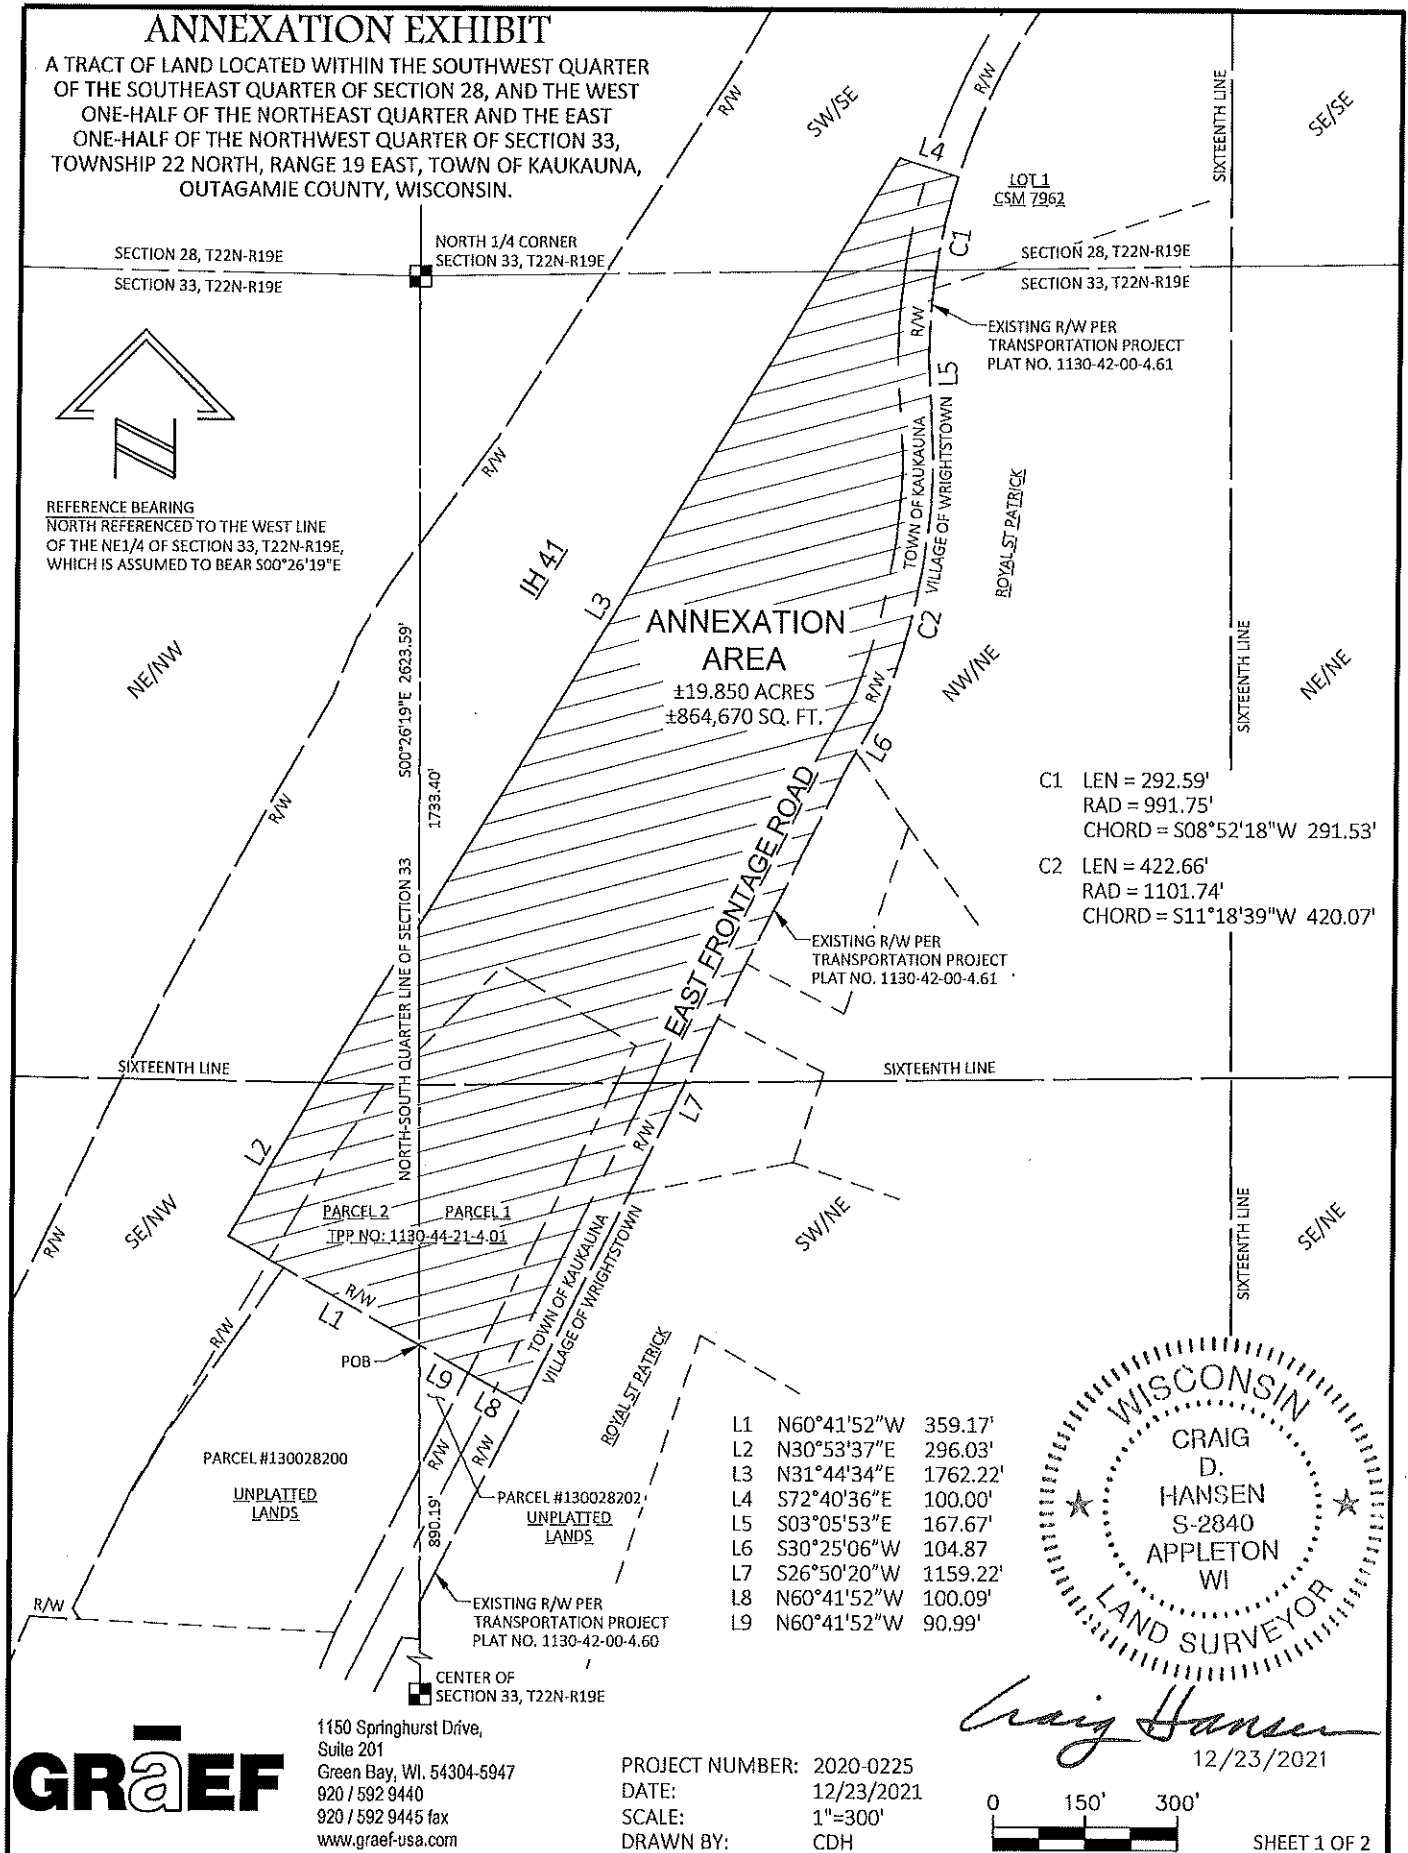 ANNEXATION EXHIBIT
A TRACT OF LAND LOCATED WITHIN THE SOUTHWEST QUARTER
OF THE SOUTHEAST QUARTER OF SECTION 28, AND THE WEST
ONE-HALF OF THE NORTHEAST QUARTER AND THE EAST
ONE-HALF OF THE NORTHWEST QUARTER OF SECTION 33,
TOWNSHIP 22 NORTH, RANGE 19 EAST, TOWN OF KAUKAUNA,
OUTAGAMIE COUNTY, WISCONSIN.
R/W
SW/SE
R/W
L4
SIXTEENTH LINE
SE/SE
LOT 1
CSM 7962
C1
SECTION 28, T22N-R19E
SECTION 33, T22N-R19E
NORTH 1/4 CORNER
SECTION 33, T22N-R19E
SECTION 28, T22N-R19E
SECTION 33, T22N-R19E
R/W
EXISTING R/W PER
TRANSPORTATION PROJECT
PLAT NO. 1130-42-00-4.61
L5
N
REFERENCE BEARING
NORTH REFERENCED TO THE WEST LINE
OF THE NE1/4 OF SECTION 33, T22N-R19E,
WHICH IS ASSUMED TO BEAR S00°26'19"E
R/W
TOWN OF KAUKAUNA
VILLAGE OF WRIGHTSTOWN
ROYAL ST PATRICK
IH 41
L3
C2
ANNEXATION
AREA
±19.850 ACRES
±864,670 SQ. FT.
R/W
NE/NW
S00°26'19"E 2623.59'
1733.40'
NW/NE
SIXTEENTH LINE
NE/NE
L6
R/W
C1 LEN = 292.59'
RAD = 991.75'
CHORD = S08°52'18"W 291.53'
C2 LEN = 422.66'
RAD = 1101.74'
CHORD = S11°18'39"W 420.07'
EAST FRONTAGE ROAD
EXISTING R/W PER
TRANSPORTATION PROJECT
PLAT NO. 1130-42-00-4.61
NORTH-SOUTH QUARTER LINE OF SECTION 33
SIXTEENTH LINE
SIXTEENTH LINE
L7
R/W
L2
PARCEL 2
PARCEL 1
TPP NO: 1130-44-21-4.01
R/W
SE/NW
SW/NE
SIXTEENTH LINE
SE/NE
TOWN OF KAUKAUNA
VILLAGE OF WRIGHTSTOWN
R/W
L1
R/W
POB
L9
L8
ROYAL ST PATRICK
R/W
R/W
PARCEL #130028200
UNPLATTED
LANDS
890.19'
PARCEL #130028202
UNPLATTED
LANDS
R/W
EXISTING R/W PER
TRANSPORTATION PROJECT
PLAT NO. 1130-42-00-4.60
CENTER OF
SECTION 33, T22N-R19E
L1 N60°41'52"W 359.17'
L2 N30°53'37"E 296.03'
L3 N31°44'34"E 1762.22'
L4 S72°40'36"E 100.00'
L5 S03°05'53"E 167.67'
L6 S30°25'06"W 104.87
L7 S26°50'20"W 1159.22'
L8 N60°41'52"W 100.09'
L9 N60°41'52"W 90.99'
WISCONSIN
CRAIG
D.
HANSEN
S-2840
APPLETON
WI
LAND SURVEYOR
Craig Hansen
12/23/2021
GRāEF
1150 Springhurst Drive,
Suite 201
Green Bay, WI. 54304-5947
920 / 592 9440
920 / 592 9445 fax
www.graef-usa.com
PROJECT NUMBER: 2020-0225
DATE: 12/23/2021
SCALE: 1"=300'
DRAWN BY: CDH
0 150' 300'
SHEET 1 OF 2